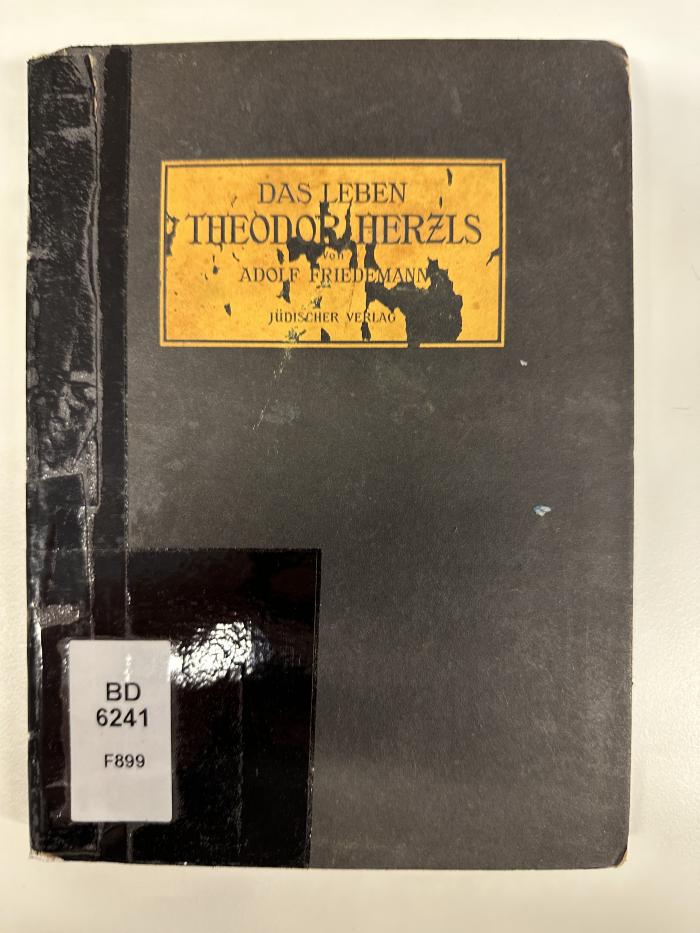 DAS LEBEN
THEODOR HERZLS
von
ADOLF FRIEDEMANN
JÜDISCHER VERLAG
BD
6241
F899